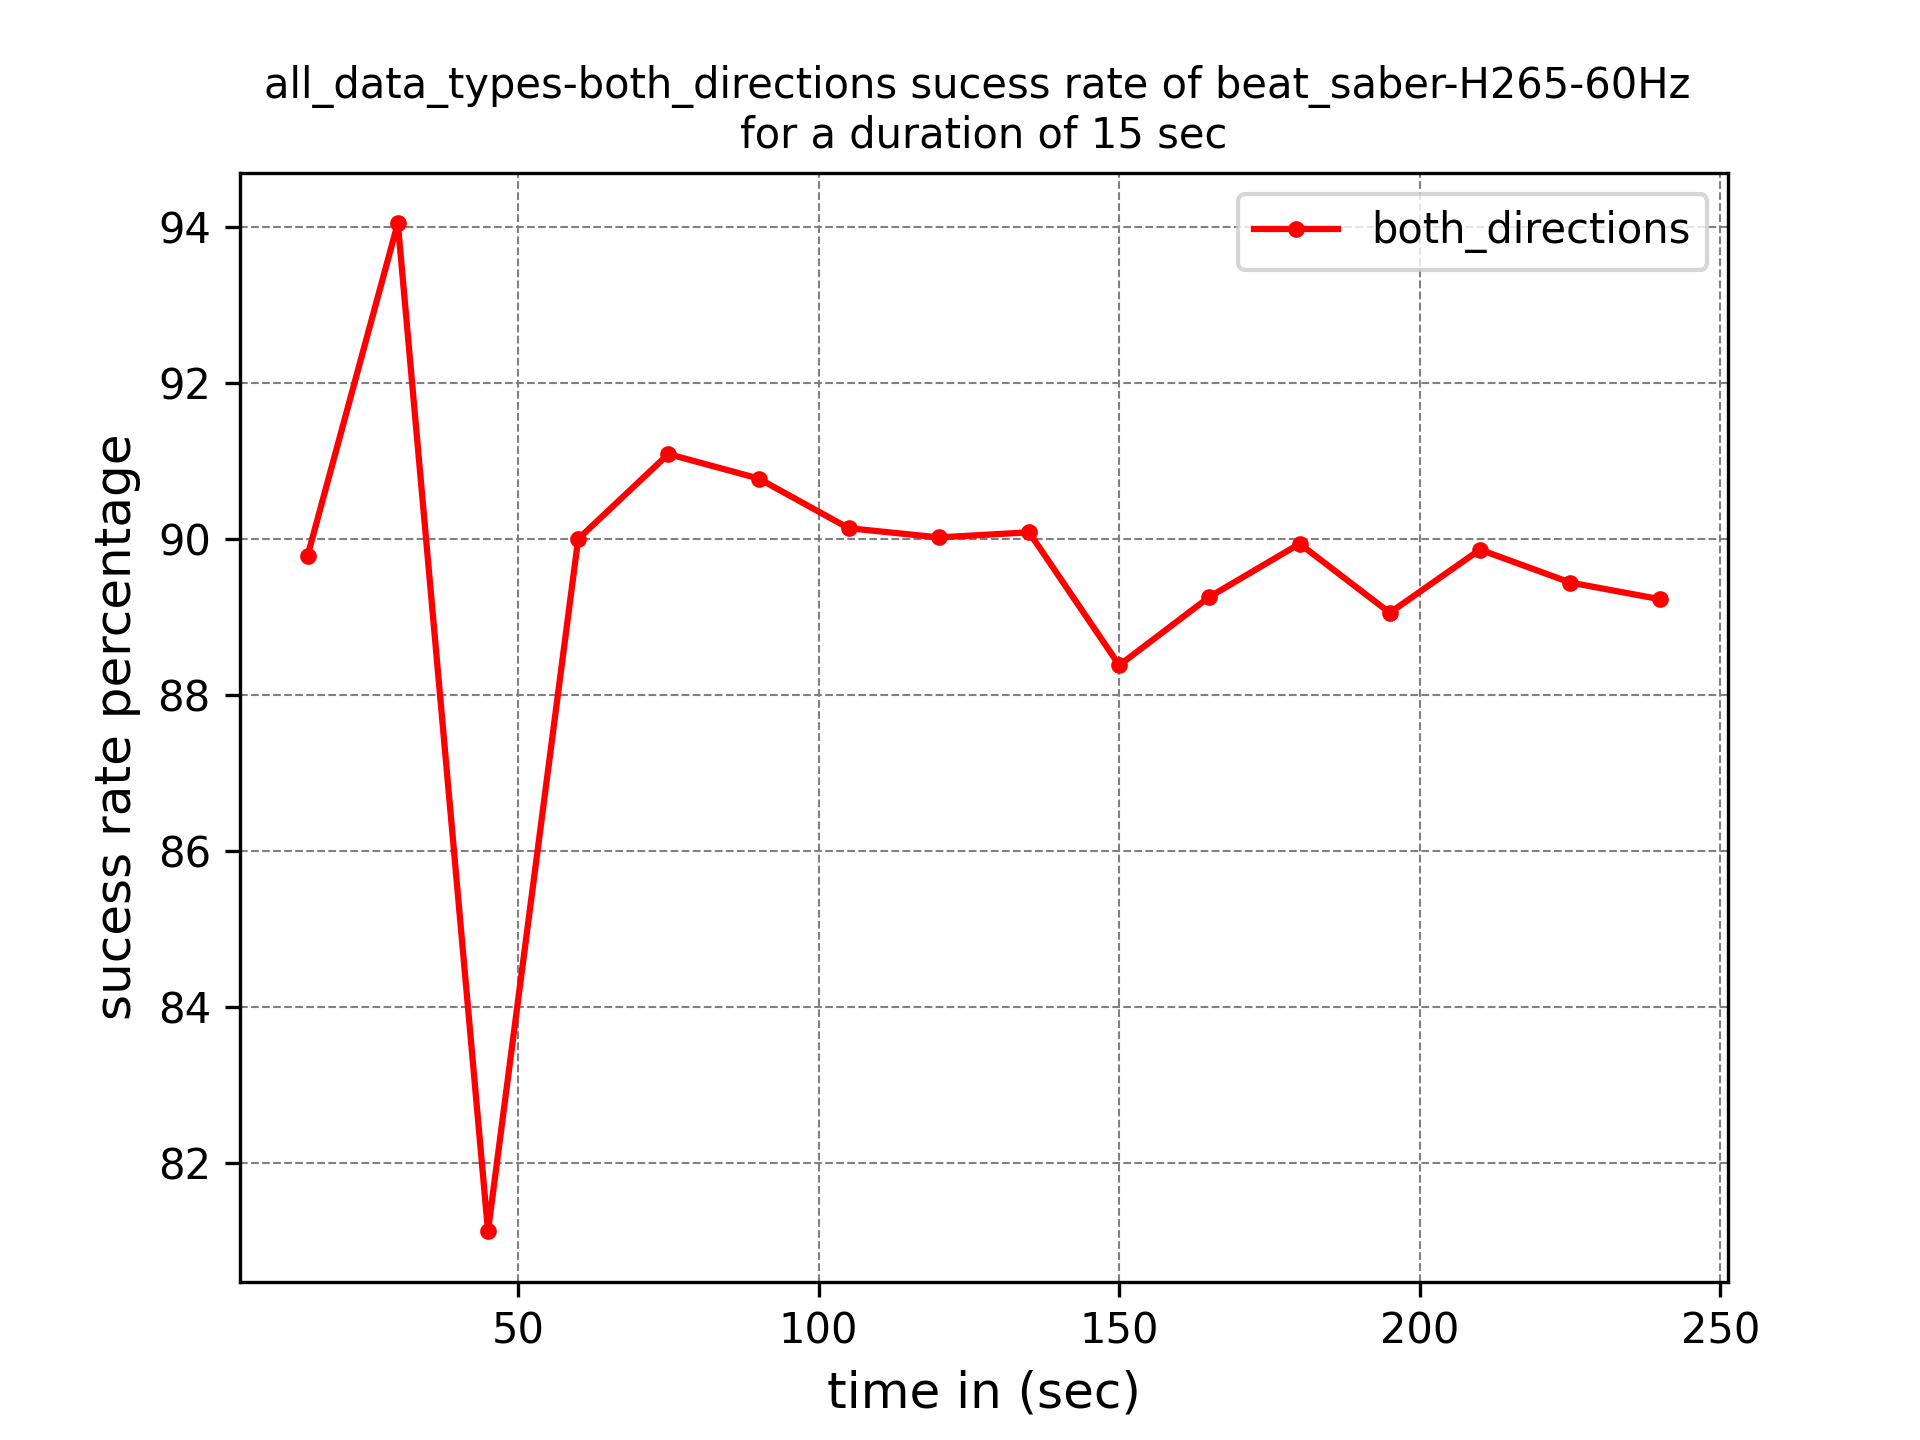 all_data_types-both_directions sucess rate of beat_saber-H265-60Hz
for a duration of 15 sec
both_directions
94
92
90
88
86
84
82
sucess rate percentage
50
100
150
200
250
time in (sec)